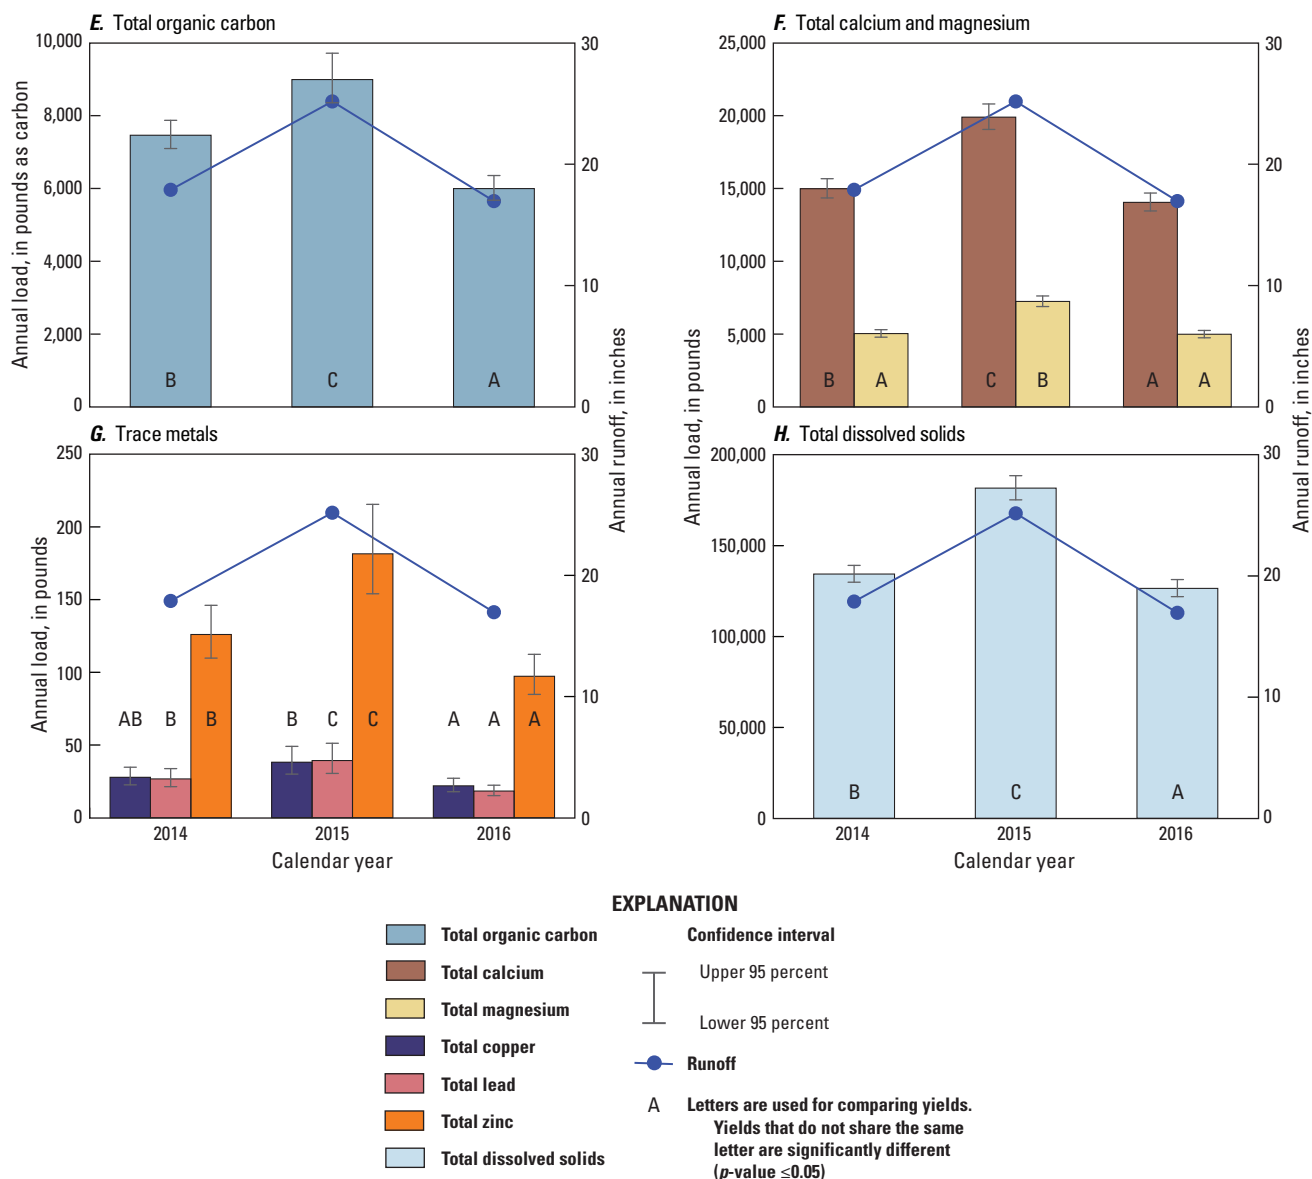 E. Total organic carbon
10,000
8,000
6,000
4,000
2,000
0
Annual load, in pounds as carbon
30
20
10
0
B
C
A
F. Total calcium and magnesium
25,000
20,000
15,000
10,000
5,000
0
Annual load, in pounds
30
20
10
0
Annual runoff, in inches
B
A
C
B
A
A
G. Trace metals
250
200
150
100
50
0
Annual load, in pounds
30
20
10
0
Annual runoff, in inches
AB
B
B
B
C
C
A
A
A
2014
2015
2016
Calendar year
H. Total dissolved solids
200,000
150,000
100,000
50,000
0
30
20
10
0
B
C
A
2014
2015
2016
Calendar year
EXPLANATION
Total organic carbon
Total calcium
Total magnesium
Total copper
Total lead
Total zinc
Total dissolved solids
Confidence interval
Upper 95 percent
Lower 95 percent
Runoff
A Letters are used for comparing yields.
Yields that do not share the same
letter are significantly different
(p-value ≤0.05)